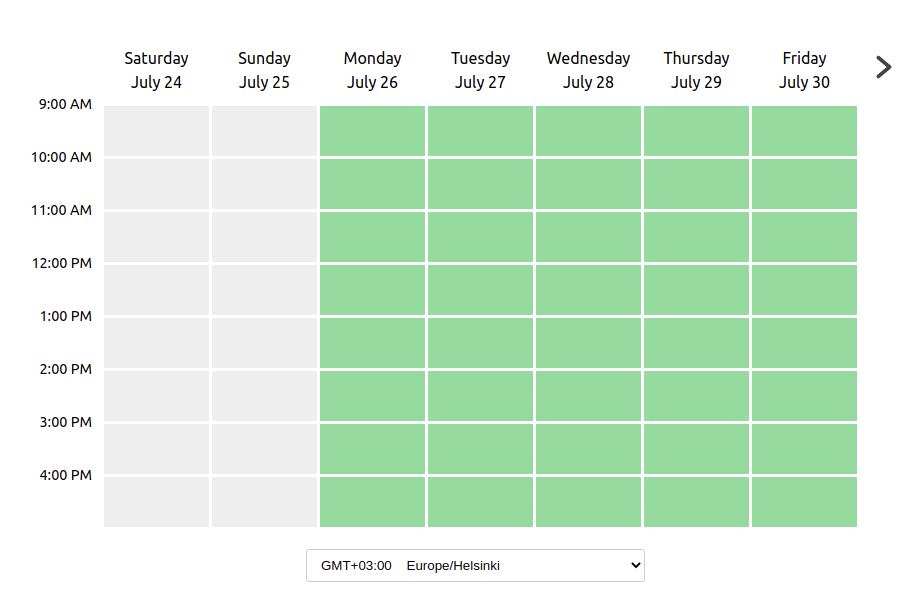 Saturday Sunday Monday Tuesday Wednesday Thursday Friday
July 24 July 25 July 26 July 27 July 28 July 29 July 30
9:00 AM
10:00 AM
11:00 AM
12:00 PM
1:00 PM
2:00 PM
3:00 PM
4:00 PM
GMT+03:00 Europe/Helsinki